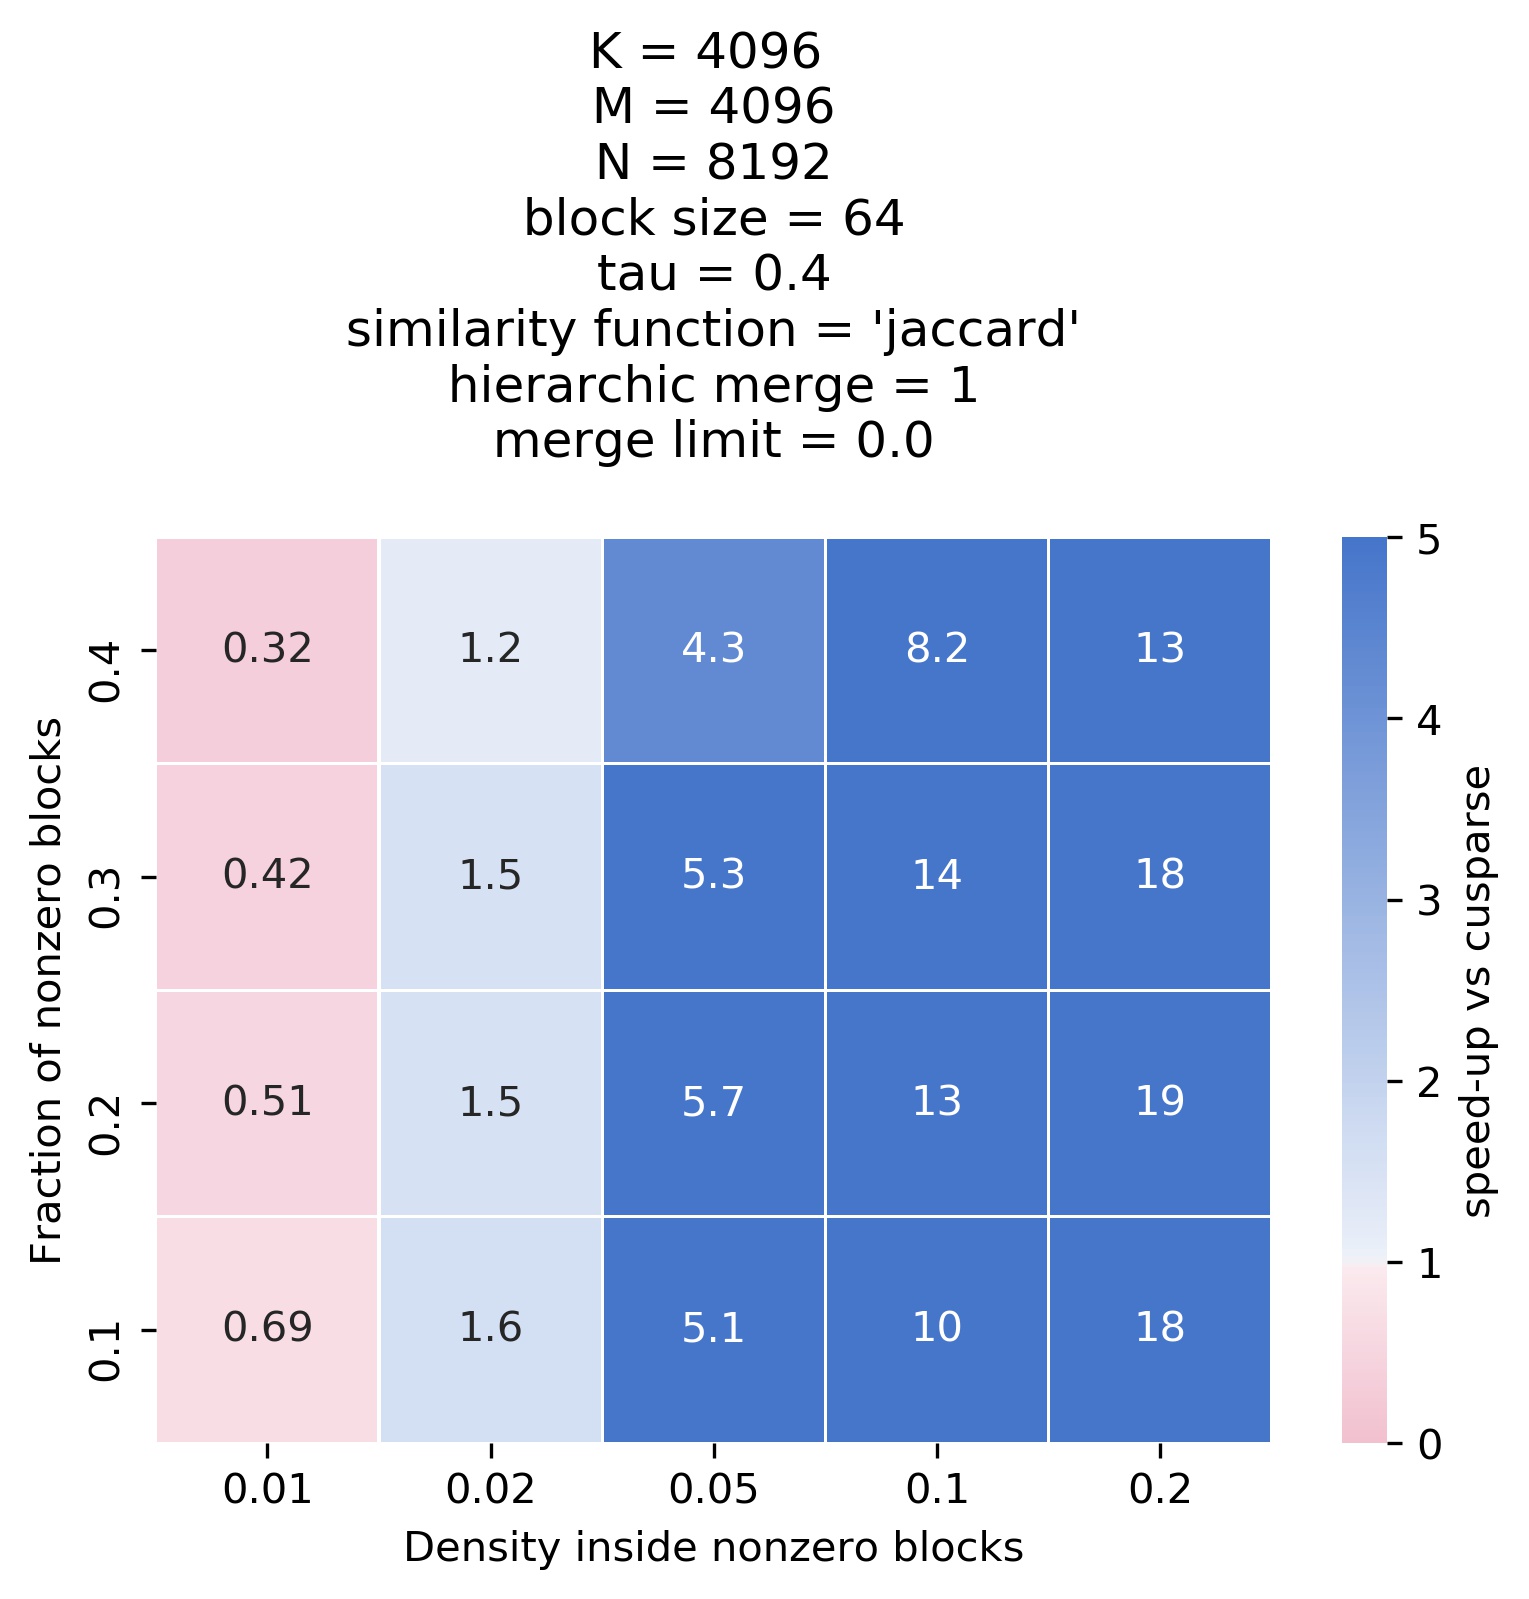 K = 4096
M = 4096
N = 8192
block size = 64
tau = 0.4
similarity function = 'jaccard'
hierarchic merge = 1
merge limit = 0.0
Fraction of nonzero blocks
0.4
0.32 1.2 4.3 8.2 13
0.3
0.42 1.5 5.3 14 18
0.2
0.51 1.5 5.7 13 19
0.1
0.69 1.6 5.1 10 18
0.01 0.02 0.05 0.1 0.2
Density inside nonzero blocks
5
4
3
2
1
0
speed-up vs cusparse